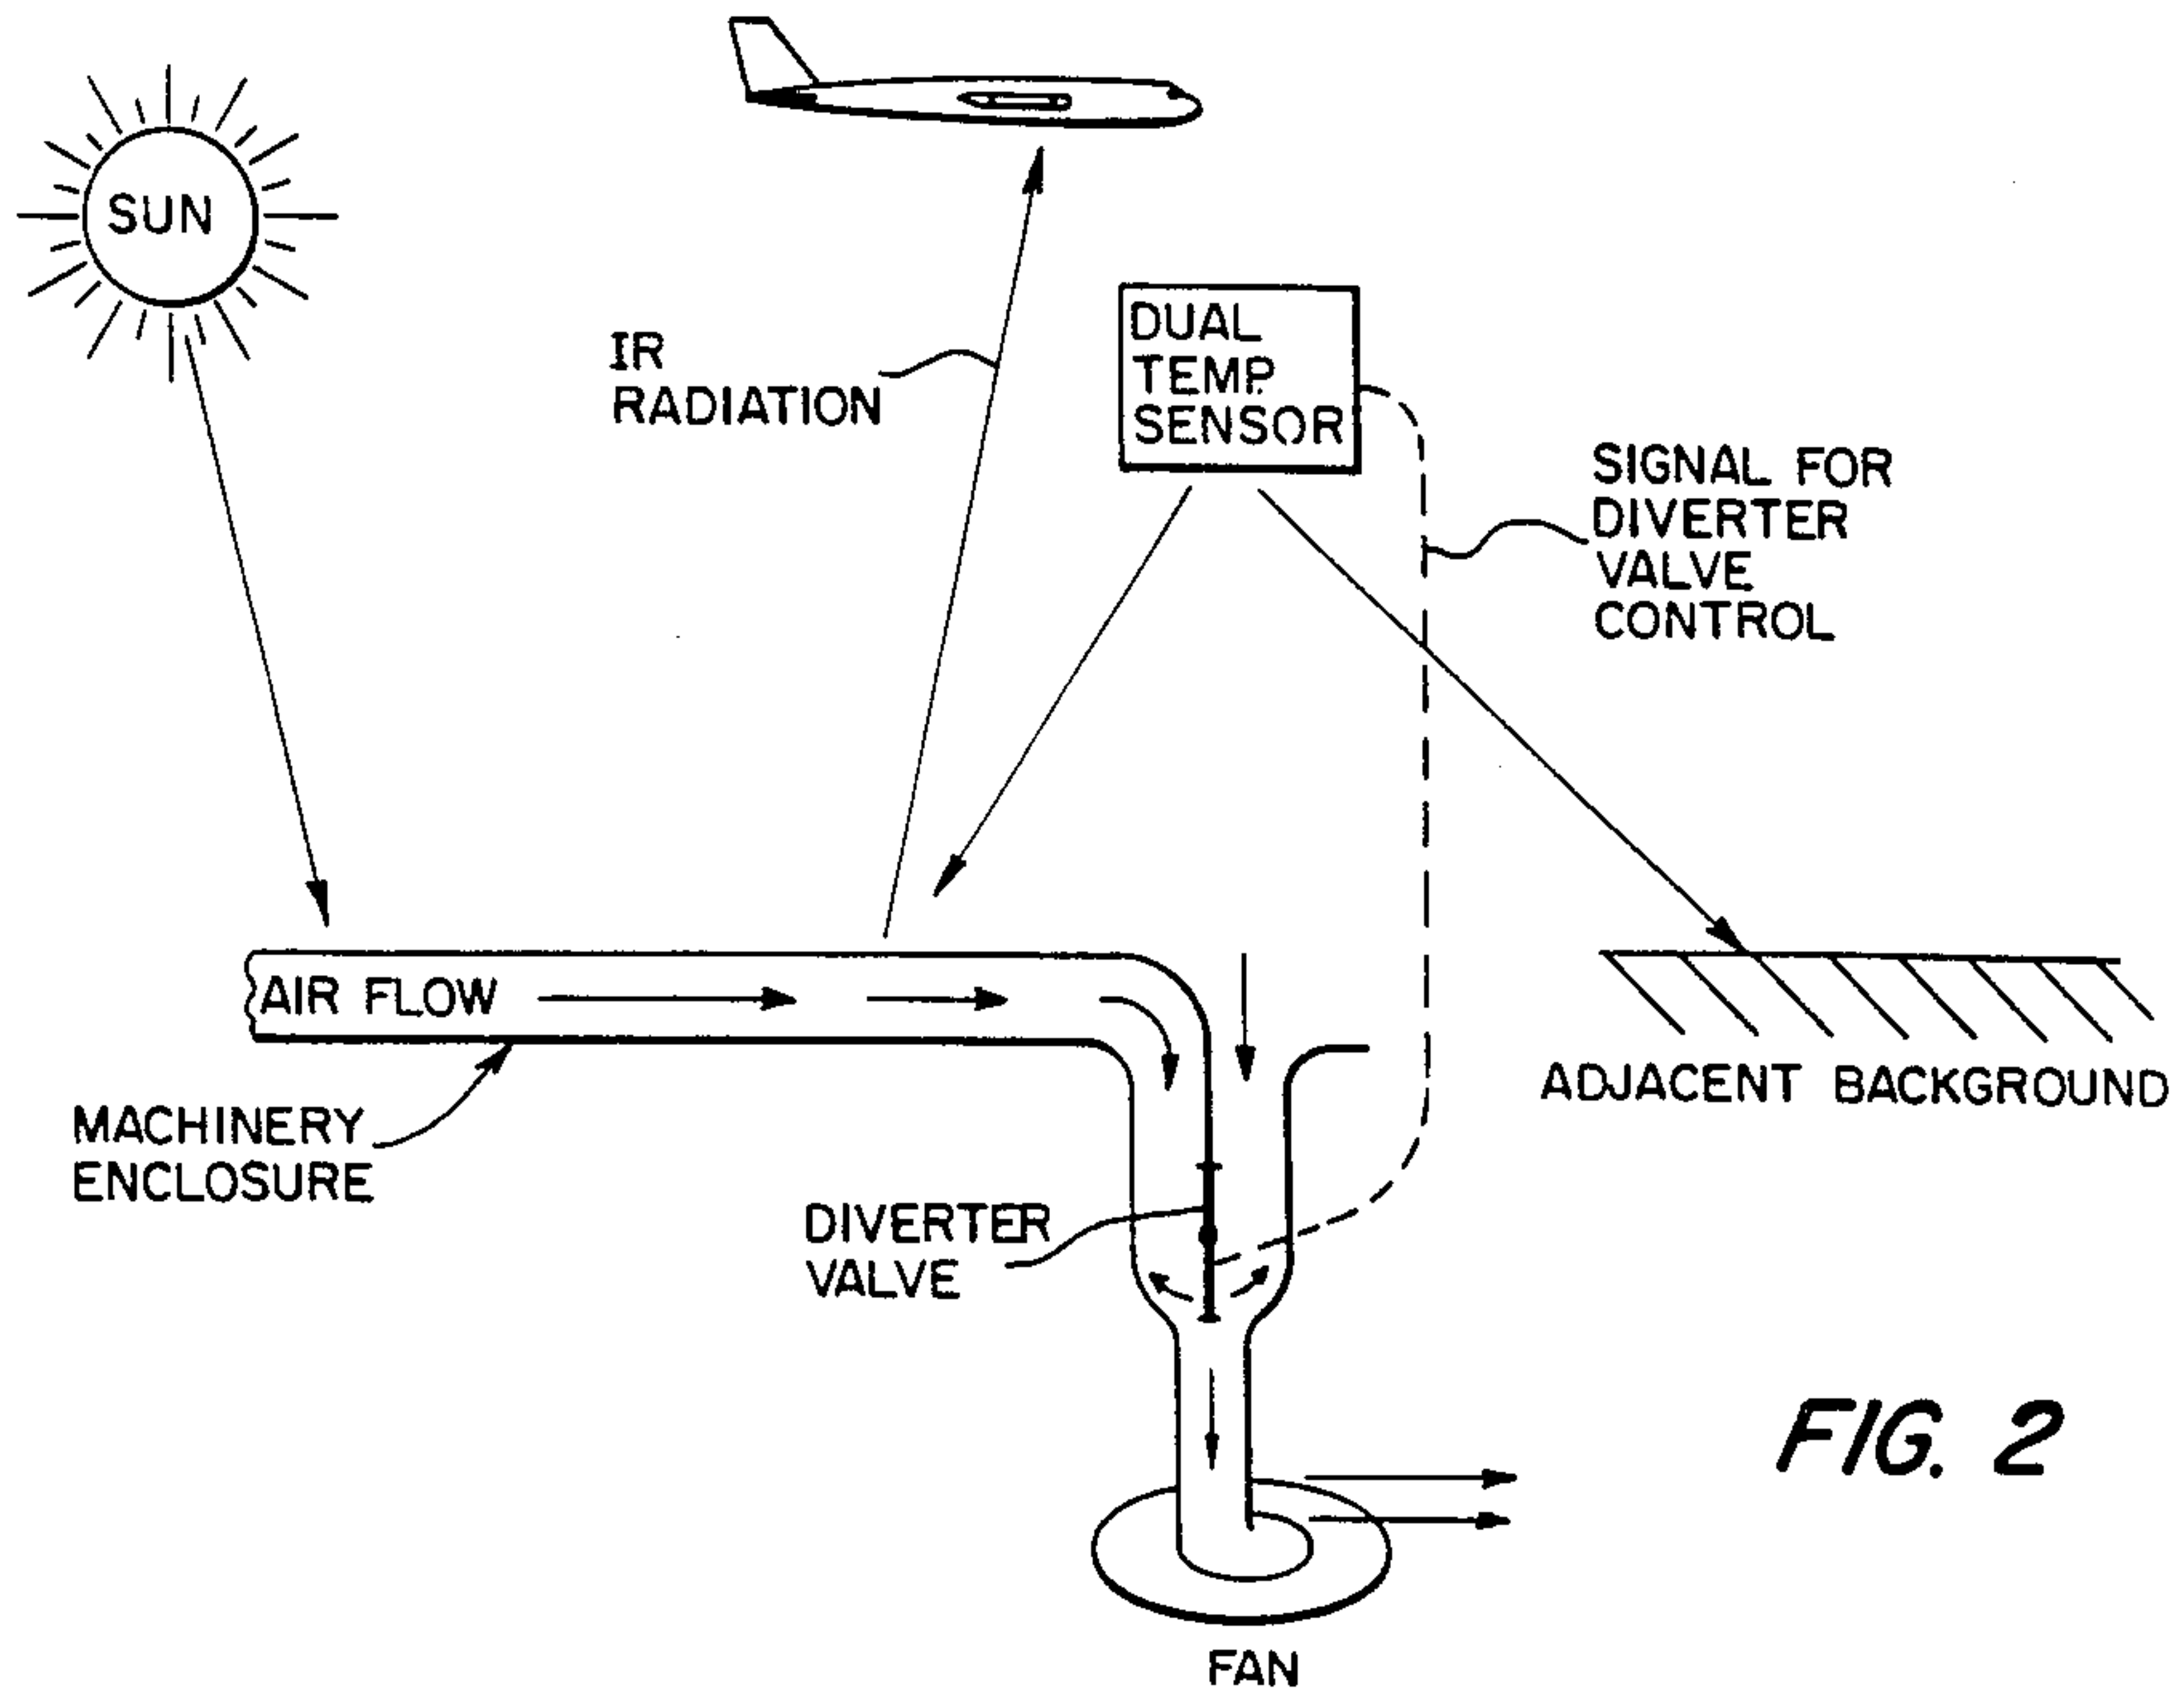 SUN
IR
RADIATION
DUAL
TEMP.
SENSOR
SIGNAL FOR
DIVERTER
VALVE
CONTROL
AIR FLOW
MACHINERY
ENCLOSURE
ADJACENT BACKGROUND
DIVERTER
VALVE
FIG. 2
FAN